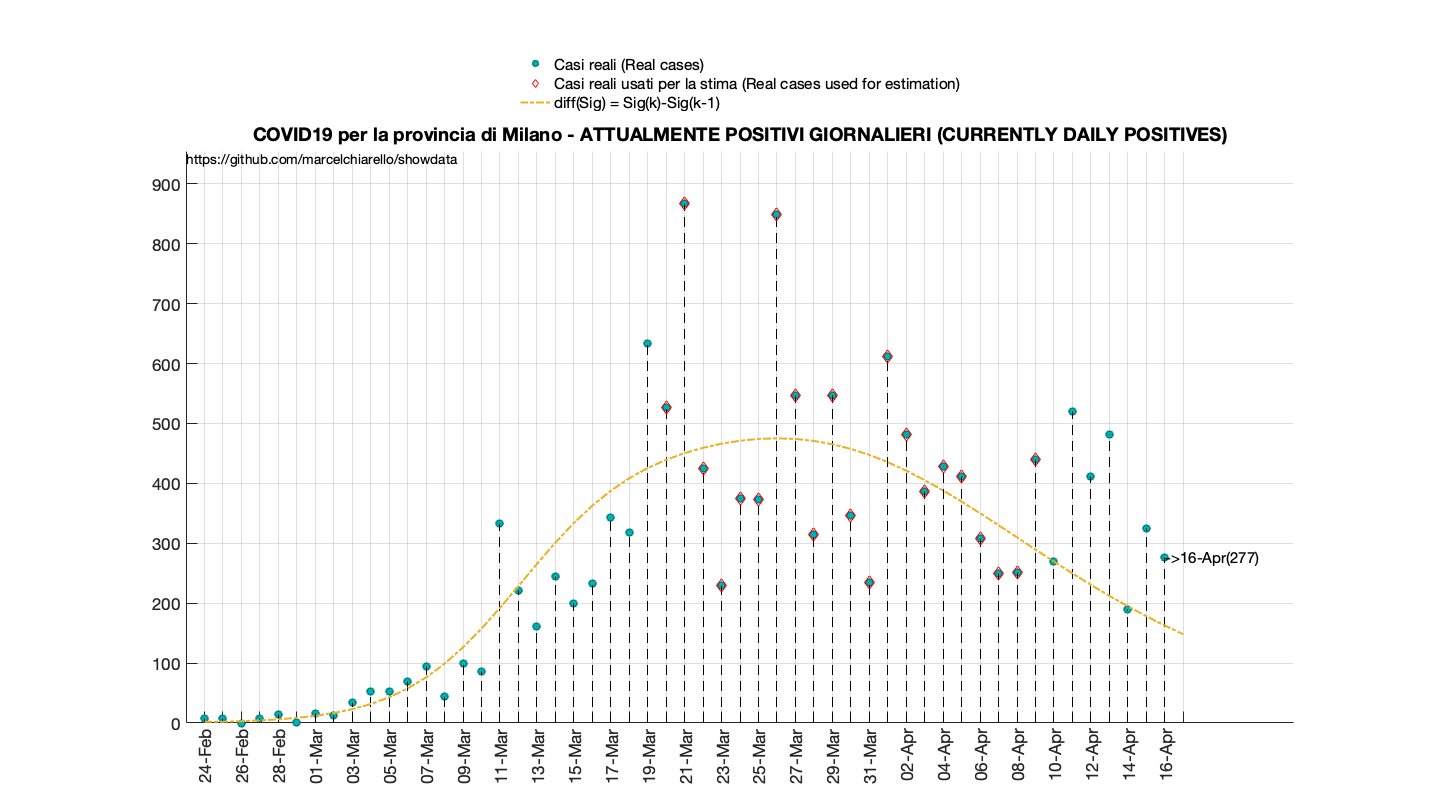 Casi reali (Real cases)
Casi reali usati per la stima (Real cases used for estimation)
diff(Sig) = Sig(k)-Sig(k-1)
COVID19 per la provincia di Milano - ATTUALMENTE POSITIVI GIORNALIERI (CURRENTLY DAILY POSITIVES)
https://github.com/marcelchiarello/showdata
900
800
700
600
500
400
300
200
100
0
->16-Apr(277)
24-Feb
26-Feb
28-Feb
01-Mar
03-Mar
05-Mar
07-Mar
09-Mar
11-Mar
13-Mar
15-Mar
17-Mar
19-Mar
21-Mar
23-Mar
25-Mar
27-Mar
29-Mar
31-Mar
02-Apr
04-Apr
06-Apr
08-Apr
10-Apr
12-Apr
14-Apr
16-Apr